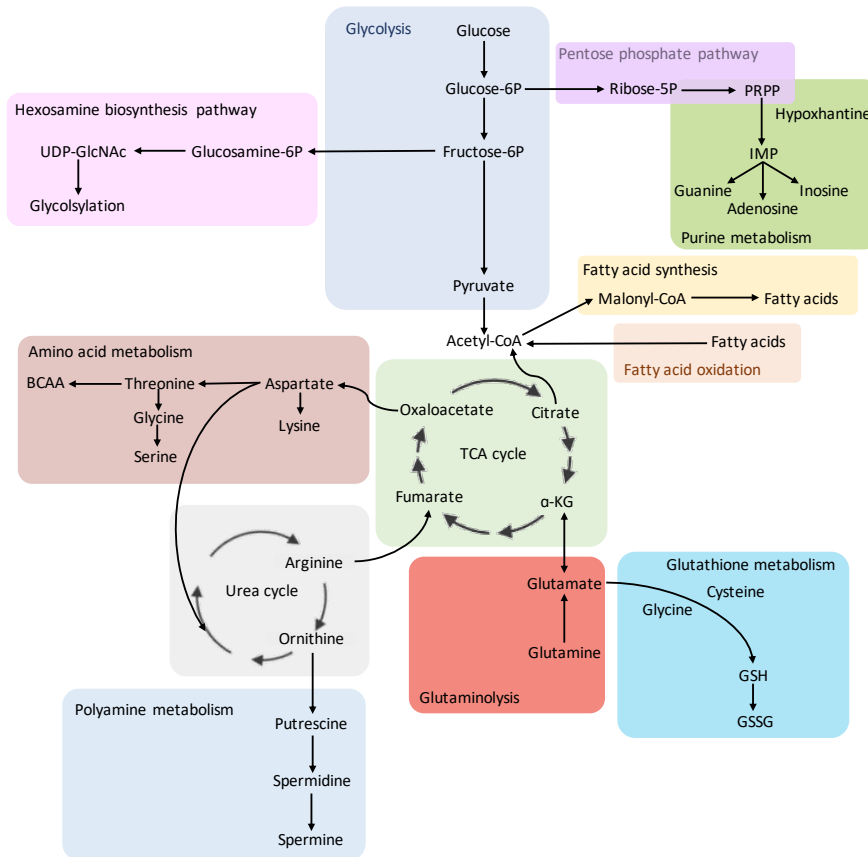 Glycolysis
Glucose
Pentose phosphate pathway
Glucose-6P
Ribose-5P
PRPP
Hexosamine biosynthesis pathway
Hypoxhantine
UDP-GlcNAc
Glucosamine-6P
Fructose-6P
IMP
Guanine
Inosine
Glycolsylation
Adenosine
Purine metabolism
Fatty acid synthesis
Pyruvate
Malonyl-CoA
Fatty acids
Acetyl-CoA
Fatty acids
Amino acid metabolism
Fatty acid oxidation
BCAA
Threonine
Aspartate
Oxaloacetate
Citrate
Glycine
Lysine
Serine
TCA cycle
Fumarate
α-KG
Arginine
Glutathione metabolism
Urea cycle
Glutamate
Cysteine
Glycine
Ornithine
Glutamine
GSH
Glutaminolysis
Polyamine metabolism
Putrescine
GSSG
Spermidine
Spermine